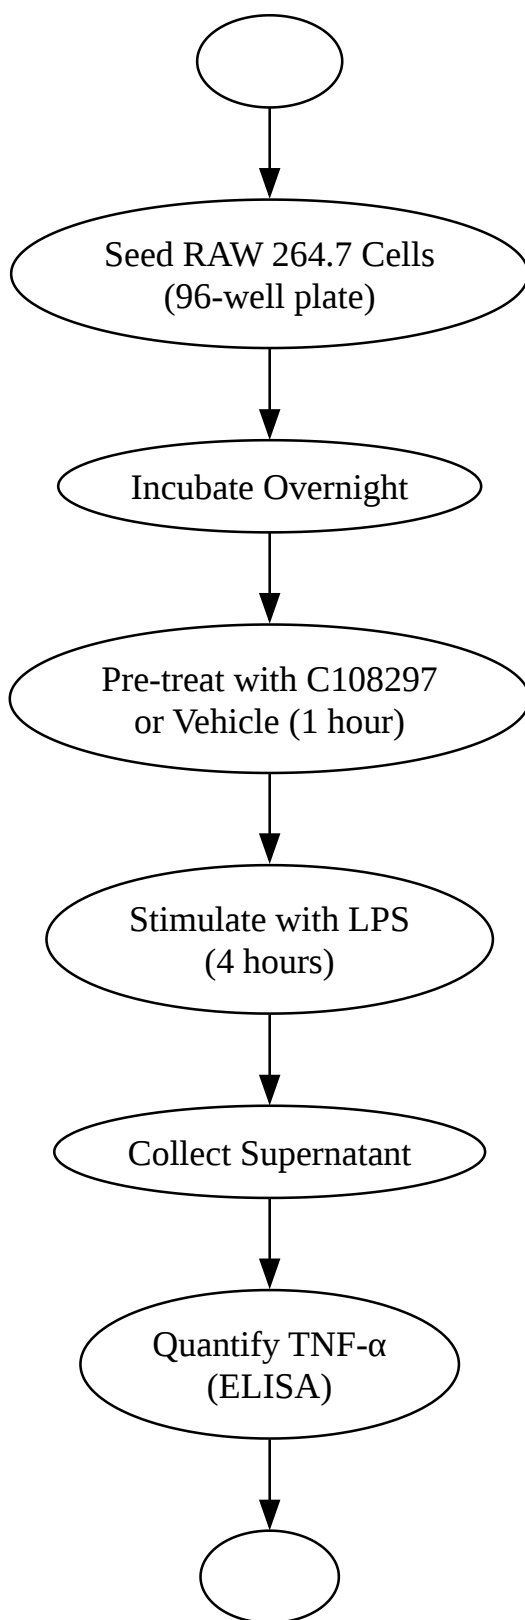 Seed RAW 264.7 Cells
(96-well plate)
Incubate Overnight
Pre-treat with C108297
or Vehicle (1 hour)
Stimulate with LPS
(4 hours)
Collect Supernatant
Quantify TNF-α
(ELISA)